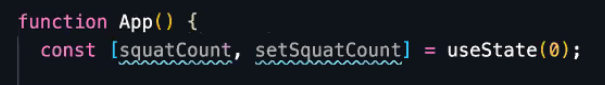 function App() {
const [squatCount, setSquatCount] = useState(0);